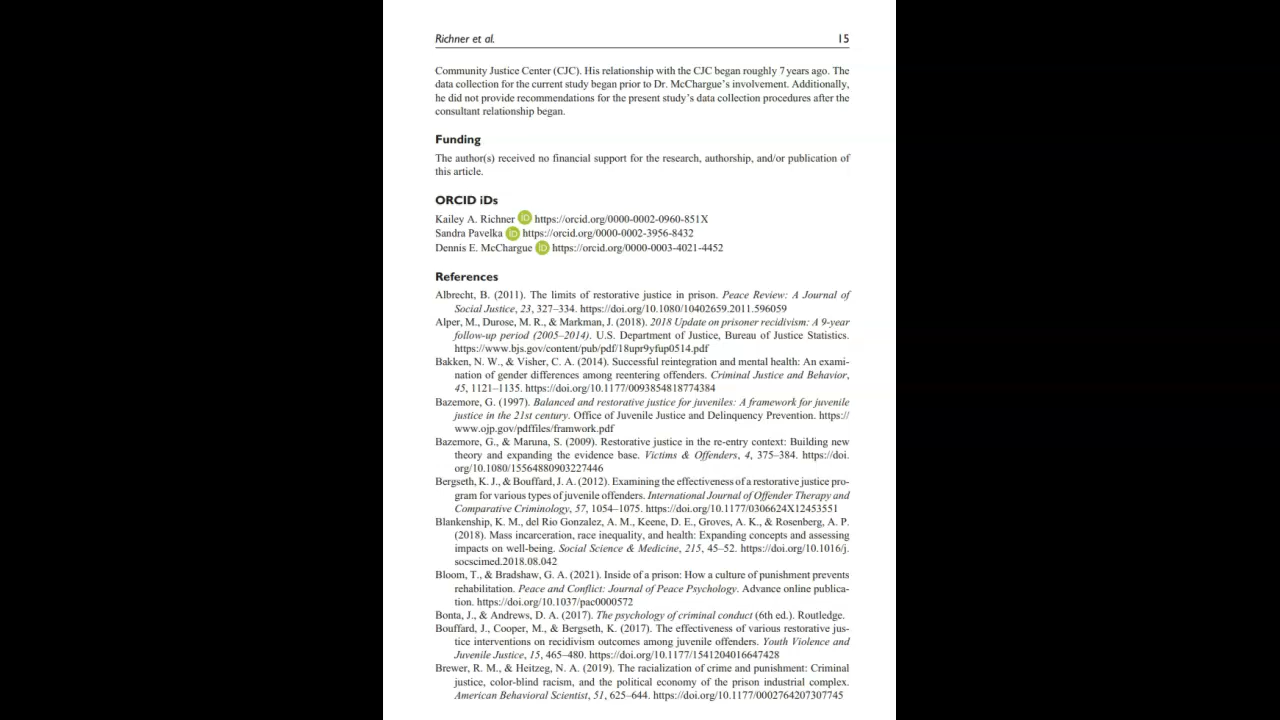 Richner et al. 15
Community Justice Center (CJC). His relationship with the CJC began roughly 7 years ago. The
data collection for the current study began prior to Dr. McChargue’s involvement. Additionally,
he did not provide recommendations for the present study’s data collection procedures after the
consultant relationship began.
Funding
The author(s) received no financial support for the research, authorship, and/or publication of
this article.
ORCID iDs
Kailey A. Richner iD https://orcid.org/0000-0002-0960-851X
Sandra Pavelka iD https://orcid.org/0000-0002-3956-8432
Dennis E. McChargue iD https://orcid.org/0000-0003-4021-4452
References
Albrecht, B. (2011). The limits of restorative justice in prison. Peace Review: A Journal of
Social Justice, 23, 327–334. https://doi.org/10.1080/10402659.2011.596059
Alper, M., Durose, M. R., & Markman, J. (2018). 2018 Update on prisoner recidivism: A 9-year
follow-up period (2005–2014). U.S. Department of Justice, Bureau of Justice Statistics.
https://www.bjs.gov/content/pub/pdf/18upr9yfup0514.pdf
Bakken, N. W., & Visher, C. A. (2014). Successful reintegration and mental health: An exami-
nation of gender differences among reentering offenders. Criminal Justice and Behavior,
45, 1121–1135. https://doi.org/10.1177/0093854818774384
Bazemore, G. (1997). Balanced and restorative justice for juveniles: A framework for juvenile
justice in the 21st century. Office of Juvenile Justice and Delinquency Prevention. https://
www.ojp.gov/pdffiles/framwork.pdf
Bazemore, G., & Maruna, S. (2009). Restorative justice in the re-entry context: Building new
theory and expanding the evidence base. Victims & Offenders, 4, 375–384. https://doi.
org/10.1080/15564880903227446
Bergseth, K. J., & Bouffard, J. A. (2012). Examining the effectiveness of a restorative justice pro-
gram for various types of juvenile offenders. International Journal of Offender Therapy and
Comparative Criminology, 57, 1054–1075. https://doi.org/10.1177/0306624X12453551
Blankenship, K. M., del Rio Gonzalez, A. M., Keene, D. E., Groves, A. K., & Rosenberg, A. P.
(2018). Mass incarceration, race inequality, and health: Expanding concepts and assessing
impacts on well-being. Social Science & Medicine, 215, 45–52. https://doi.org/10.1016/j.
socscimed.2018.08.042
Bloom, T., & Bradshaw, G. A. (2021). Inside of a prison: How a culture of punishment prevents
rehabilitation. Peace and Conflict: Journal of Peace Psychology. Advance online publica-
tion. https://doi.org/10.1037/pac0000572
Bonta, J., & Andrews, D. A. (2017). The psychology of criminal conduct (6th ed.). Routledge.
Bouffard, J., Cooper, M., & Bergseth, K. (2017). The effectiveness of various restorative jus-
tice interventions on recidivism outcomes among juvenile offenders. Youth Violence and
Juvenile Justice, 15, 465–480. https://doi.org/10.1177/1541204016647428
Brewer, R. M., & Heitzeg, N. A. (2019). The racialization of crime and punishment: Criminal
justice, color-blind racism, and the political economy of the prison industrial complex.
American Behavioral Scientist, 51, 625–644. https://doi.org/10.1177/0002764207307745